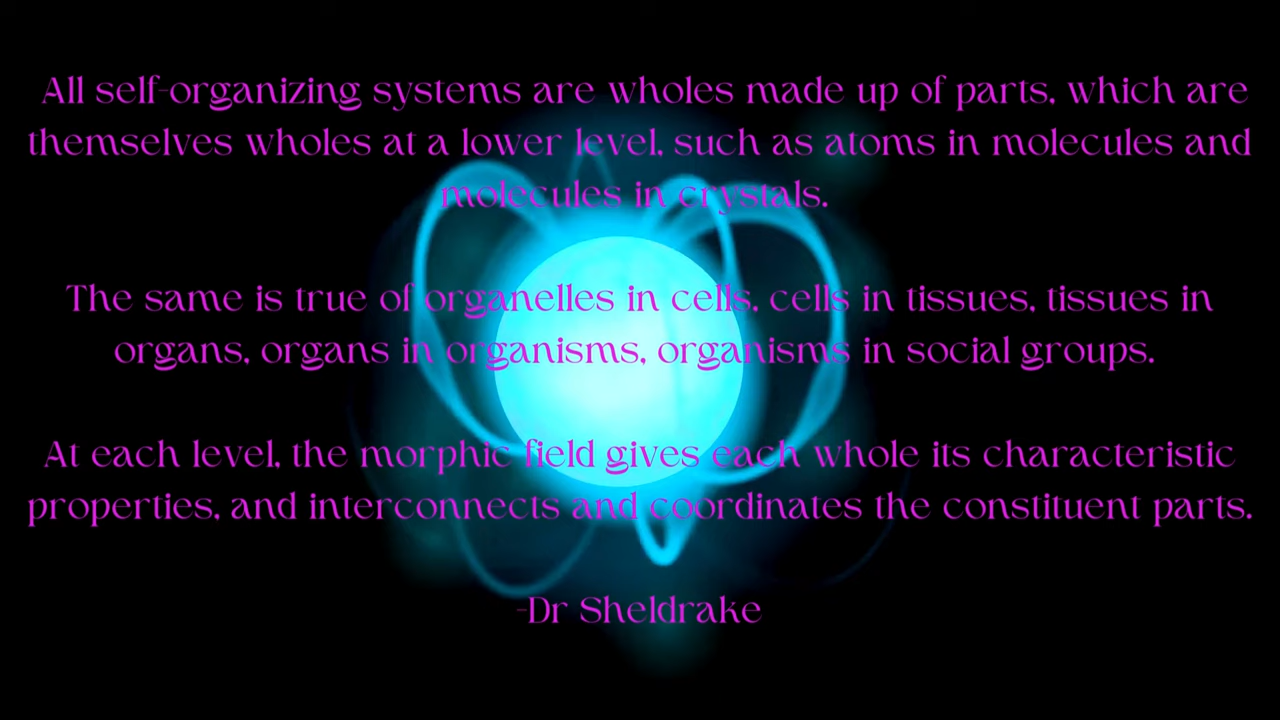 All self-organizing systems are wholes made up of parts, which are
themselves wholes at a lower level, such as atoms in molecules and
molecules in crystals.
The same is true of organelles in cells, cells in tissues, tissues in
organs, organs in organisms, organisms in social groups.
At each level, the morphic field gives each whole its characteristic
properties, and interconnects and coordinates the constituent parts.
-Dr Sheldrake